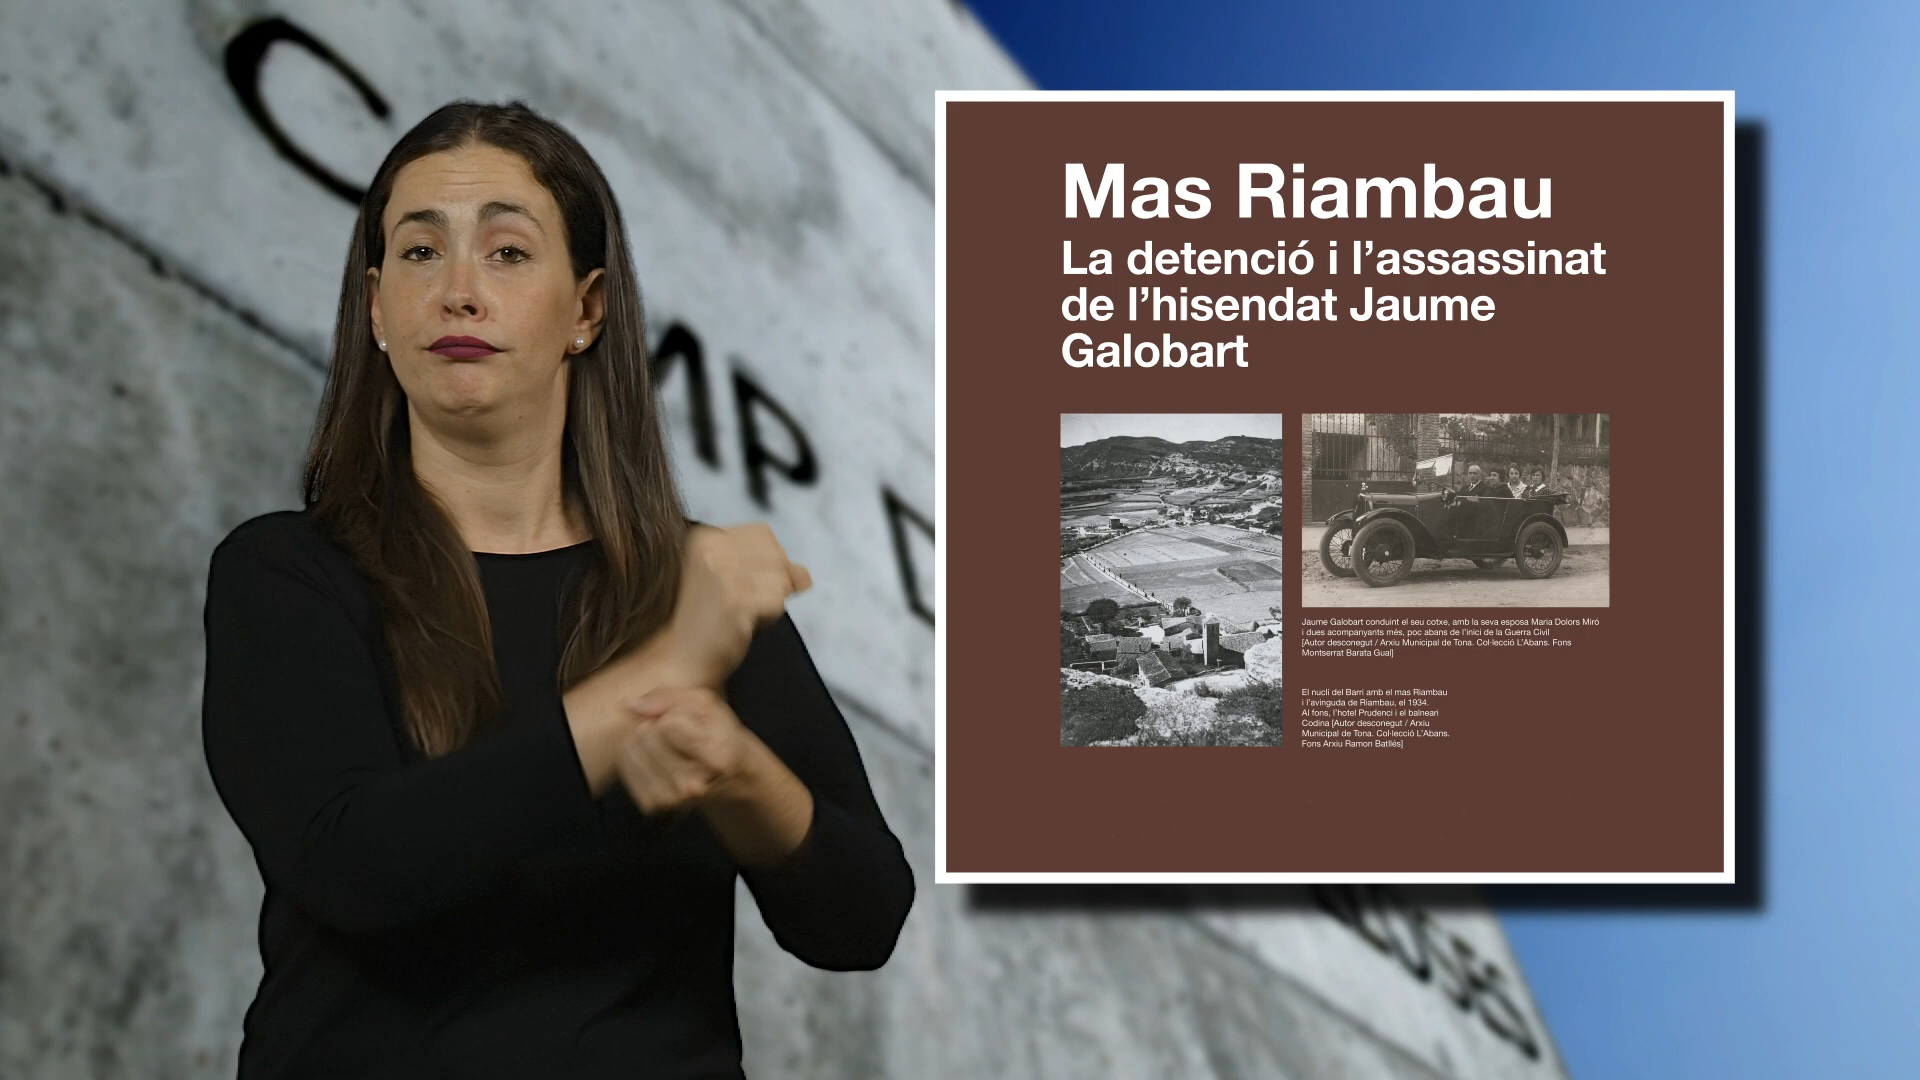 Mas Riambau
La detenció i l’assassinat
de l’hisendat Jaume
Galobart
Jaume Galobart conduint el seu cotxe, amb la seva esposa Maria Dolors Miró
i dues acompanyants més, poc abans de l’inici de la Guerra Civil
[Autor desconegut / Arxiu Municipal de Tona. Col·lecció L’Abans. Fons
Montserrat Barata Gual]
El nucli del Barri amb el mas Riambau
i l’avinguda de Riambau, el 1934.
Al fons, l’hotel Prudenci i el balneari
Codina [Autor desconegut / Arxiu
Municipal de Tona. Col·lecció L’Abans.
Fons Arxiu Ramon Batllés]